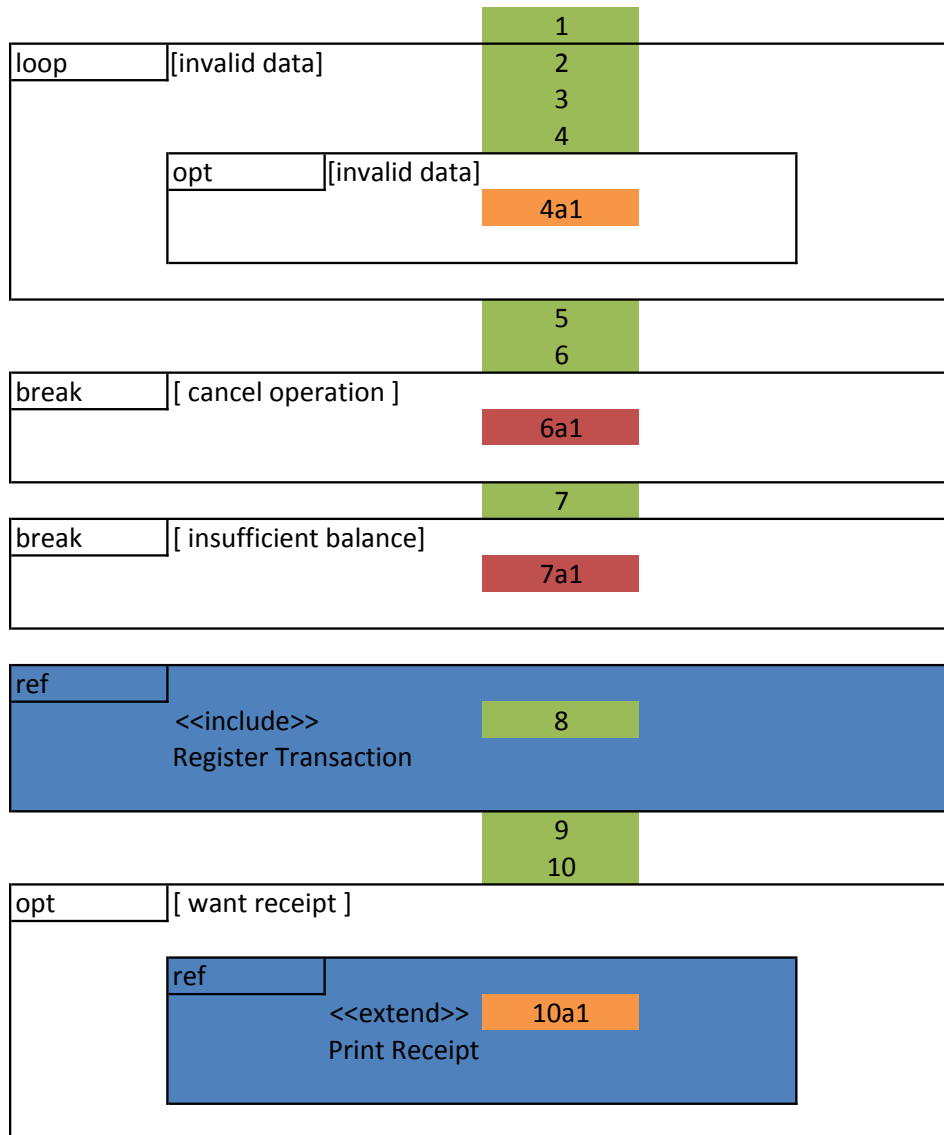 1
loop [invalid data] 2
3
4
opt [invalid data]
4a1
5
6
break [ cancel operation ]
6a1
7
break [ insufficient balance]
7a1
ref
<<include>> 8
Register Transaction
9
10
opt [ want receipt ]
ref
<<extend>> 10a1
Print Receipt